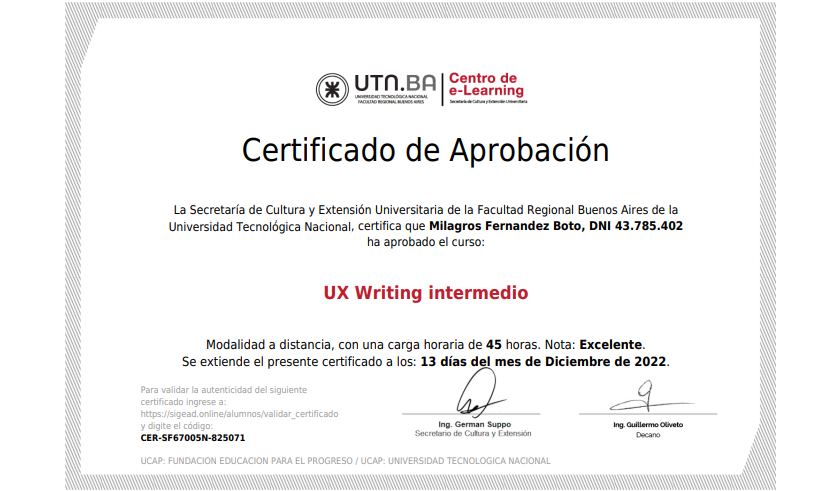 UTN.BA
UNIVERSIDAD TECNOLÓGICA NACIONAL
FACULTAD REGIONAL BUENOS AIRES
Centro de
e-Learning
Secretaría de Cultura y Extensión Universitaria
Certificado de Aprobación
La Secretaría de Cultura y Extensión Universitaria de la Facultad Regional Buenos Aires de la
Universidad Tecnológica Nacional, certifica que Milagros Fernandez Boto, DNI 43.785.402
ha aprobado el curso:
UX Writing intermedio
Modalidad a distancia, con una carga horaria de 45 horas. Nota: Excelente.
Se extiende el presente certificado a los: 13 días del mes de Diciembre de 2022.
Para validar la autenticidad del siguiente
certificado ingrese a:
https://sigead.online/alumnos/validar_certificado
y digite el código:
CER-SF67005N-825071
Ing. German Suppo
Secretario de Cultura y Extensión
Ing. Guillermo Oliveto
Decano
UCAP: FUNDACION EDUCACION PARA EL PROGRESO / UCAP: UNIVERSIDAD TECNOLOGICA NACIONAL